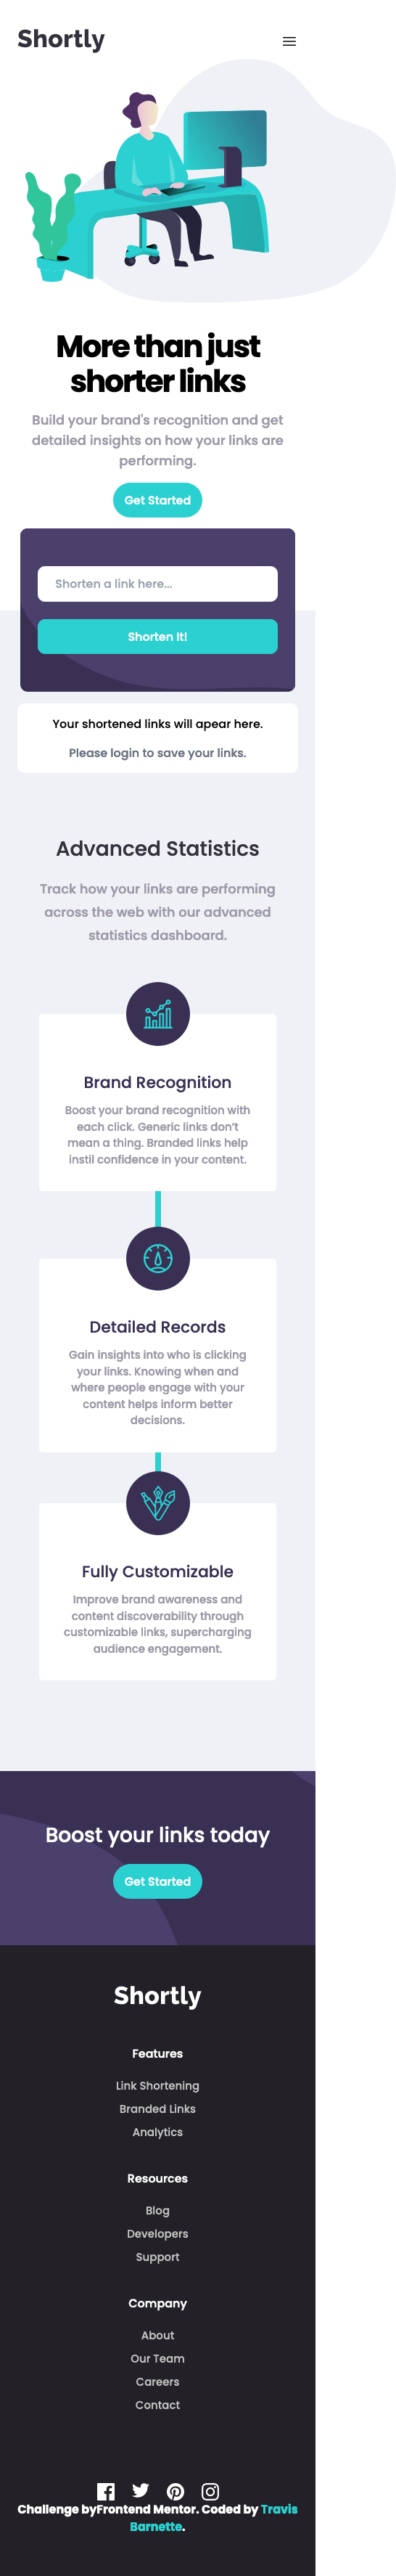 Shortly
More than just
shorter links
Build your brand's recognition and get
detailed insights on how your links are
performing.
Get Started
Shorten a link here...
Shorten It!
Your shortened links will apear here.
Please login to save your links.
Advanced Statistics
Track how your links are performing
across the web with our advanced
statistics dashboard.
Brand Recognition
Boost your brand recognition with
each click. Generic links don't
mean a thing. Branded links help
instil confidence in your content.
Detailed Records
Gain insights into who is clicking
your links. Knowing when and
where people engage with your
content helps inform better
decisions.
Fully Customizable
Improve brand awareness and
content discoverability through
customizable links, supercharging
audience engagement.
Boost your links today
Get Started
Shortly
Features
Link Shortening
Branded Links
Analytics
Resources
Blog
Developers
Support
Company
About
Our Team
Careers
Contact
Challenge byFrontend Mentor. Coded by Travis
Barnette.